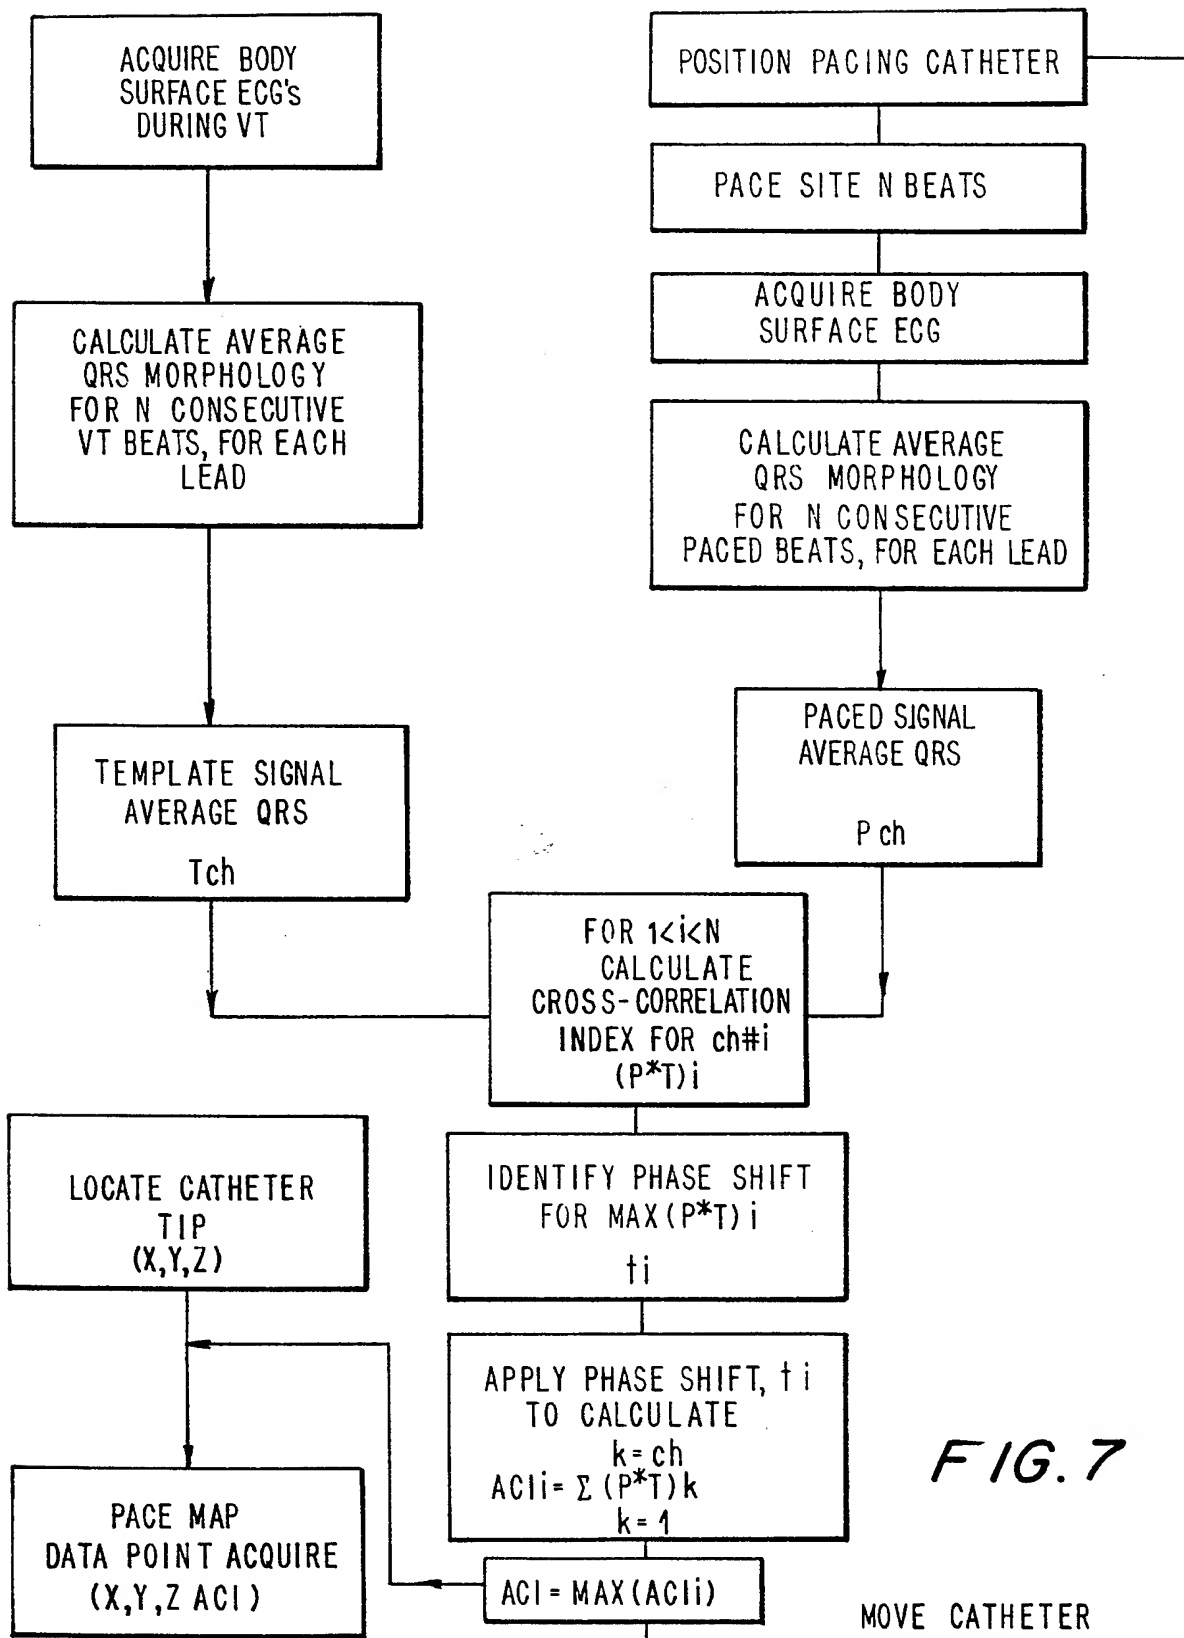 ACQUIRE BODY
SURFACE ECG's
DURING VT
CALCULATE AVERAGE
QRS MORPHOLOGY
FOR N CONSECUTIVE
VT BEATS, FOR EACH
LEAD
TEMPLATE SIGNAL
AVERAGE QRS
Tch
POSITION PACING CATHETER
PACE SITE N BEATS
ACQUIRE BODY
SURFACE ECG
CALCULATE AVERAGE
QRS MORPHOLOGY
FOR N CONSECUTIVE
PACED BEATS, FOR EACH LEAD
PACED SIGNAL
AVERAGE QRS
P ch
FOR 1<i<N
CALCULATE
CROSS-CORRELATION
INDEX FOR ch#i
(P*T)i
IDENTIFY PHASE SHIFT
FOR MAX(P*T)i
ti
APPLY PHASE SHIFT, ti
TO CALCULATE
k=ch
ACIi=Σ(P*T)k
k=1
ACI=MAX(ACIi)
LOCATE CATHETER
TIP
(X,Y,Z)
PACE MAP
DATA POINT ACQUIRE
(X,Y,Z ACI)
FIG. 7
MOVE CATHETER